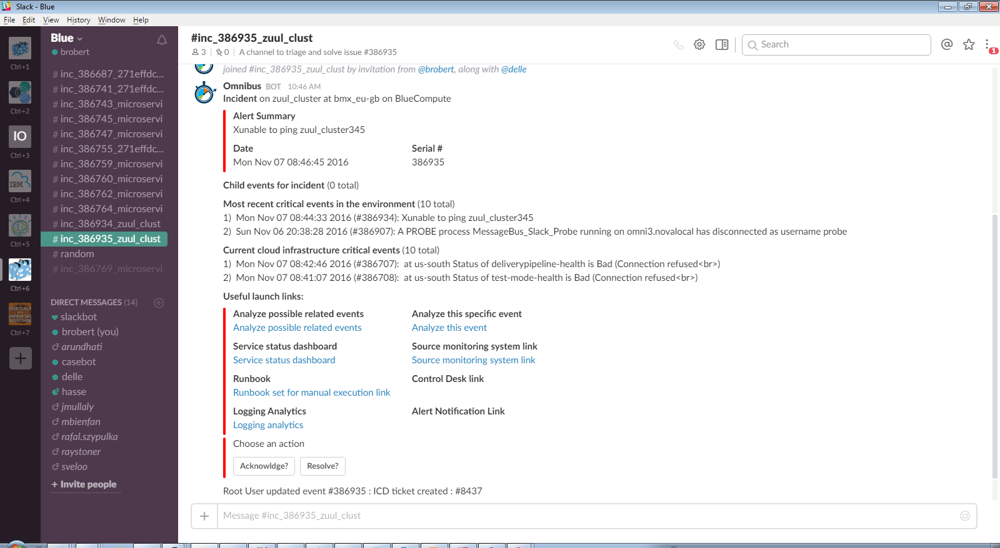 Slack - Blue
File Edit View History Window Help
Ctrl+1
Ctrl+2
IO
Ctrl+3
IBM
Ctrl+4
Ctrl+5
Ctrl+6
Ctrl+7
Blue
brobert
# inc_386687_271effdc...
# inc_386741_271effdc...
# inc_386743_microservi
# inc_386745_microservi
# inc_386747_microservi
# inc_386755_271effdc...
# inc_386759_microservi
# inc_386760_microservi
# inc_386762_microservi
# inc_386764_microservi
# inc_386934_zuul_clust
# inc_386935_zuul_clust
# random
# inc_386769_microservi
DIRECT MESSAGES (14)
slackbot
brobert (you)
arundhati
casebot
delle
hasse
jmullaly
mbienfan
rafal.szypulka
raystoner
sveloo
+ Invite people
#inc_386935_zuul_clust
3 | 0 | A channel to triage and solve issue #386935
Search
1
joined #inc_386935_zuul_clust by invitation from @brobert, along with @delle
Omnibus BOT 10:46 AM
Incident on zuul_cluster at bmx_eu-gb on BlueCompute
Alert Summary
Xunable to ping zuul_cluster345
Date Serial #
Mon Nov 07 08:46:45 2016 386935
Child events for incident (0 total)
Most recent critical events in the environment (10 total)
1) Mon Nov 07 08:44:33 2016 (#386934): Xunable to ping zuul_cluster345
2) Sun Nov 06 20:38:28 2016 (#386907): A PROBE process MessageBus_Slack_Probe running on omni3.novalocal has disconnected as username probe
Current cloud infrastructure critical events (10 total)
1) Mon Nov 07 08:42:46 2016 (#386707): at us-south Status of deliverypipeline-health is Bad (Connection refused<br>)
2) Mon Nov 07 08:41:07 2016 (#386708): at us-south Status of test-mode-health is Bad (Connection refused<br>)
Useful launch links:
Analyze possible related events Analyze this specific event
Analyze possible related events Analyze this event
Service status dashboard Source monitoring system link
Service status dashboard Source monitoring system link
Runbook Control Desk link
Runbook set for manual execution link
Logging Analytics Alert Notification Link
Logging analytics
Choose an action
Acknowldge? Resolve?
Root User updated event #386935 : ICD ticket created : #8437
Message #inc_386935_zuul_clust